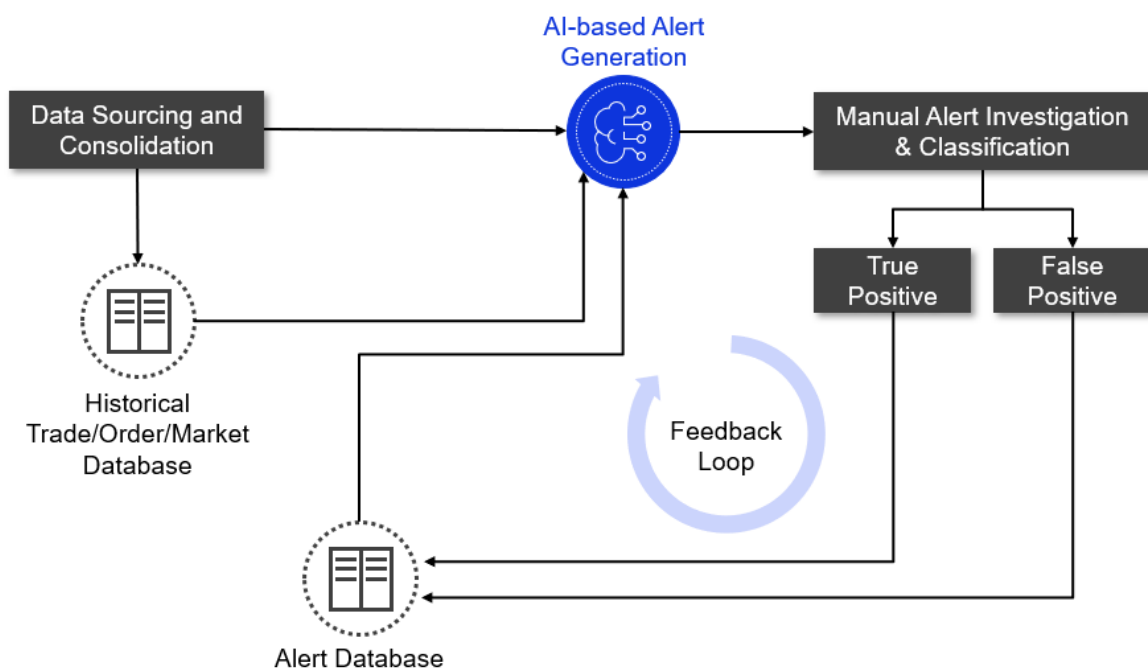 AI-based Alert
Generation
Data Sourcing and
Consolidation
Manual Alert Investigation
& Classification
True
Positive
False
Positive
Historical
Trade/Order/Market
Database
Feedback
Loop
Alert Database